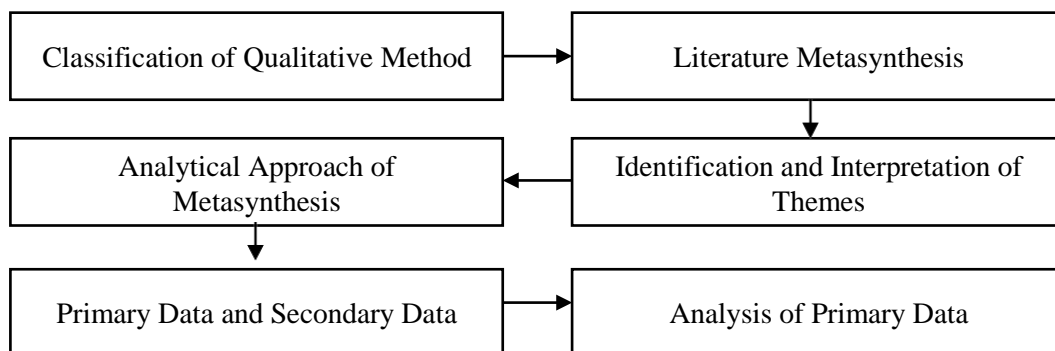 Classification of Qualitative Method
Literature Metasynthesis
Analytical Approach of
Metasynthesis
Identification and Interpretation of
Themes
Primary Data and Secondary Data
Analysis of Primary Data